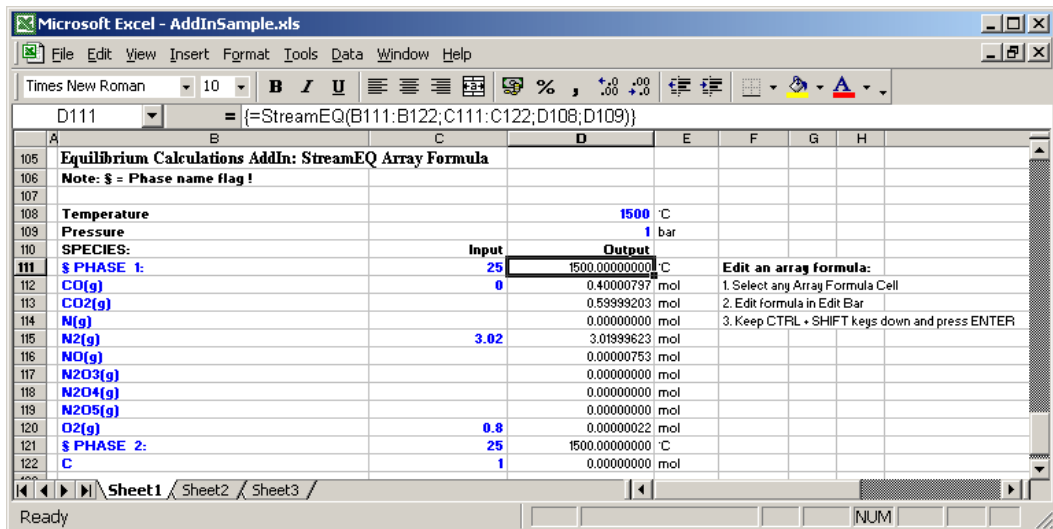 Microsoft Excel - AddInSample.xls
File Edit View Insert Format Tools Data Window Help
Times New Roman 10 B I U % ,
D111 = {=StreamEQ(B111:B122;C111:C122;D108;D109)}
A B C D E F G H
105 Equilibrium Calculations AddIn: StreamEQ Array Formula
106 Note: § = Phase name flag !
107
108 Temperature 1500 °C
109 Pressure 1 bar
110 SPECIES: Input Output
111 § PHASE 1: 25 1500.00000000 °C Edit an array formula:
112 CO(g) 0 0.40000797 mol 1. Select any Array Formula Cell
113 CO2(g) 0.59999203 mol 2. Edit formula in Edit Bar
114 N(g) 0.00000000 mol 3. Keep CTRL + SHIFT keys down and press ENTER
115 N2(g) 3.02 3.01999623 mol
116 NO(g) 0.00000753 mol
117 N2O3(g) 0.00000000 mol
118 N2O4(g) 0.00000000 mol
119 N2O5(g) 0.00000000 mol
120 O2(g) 0.8 0.00000022 mol
121 § PHASE 2: 25 1500.00000000 °C
122 C 1 0.00000000 mol
Sheet1 Sheet2 Sheet3
Ready NUM